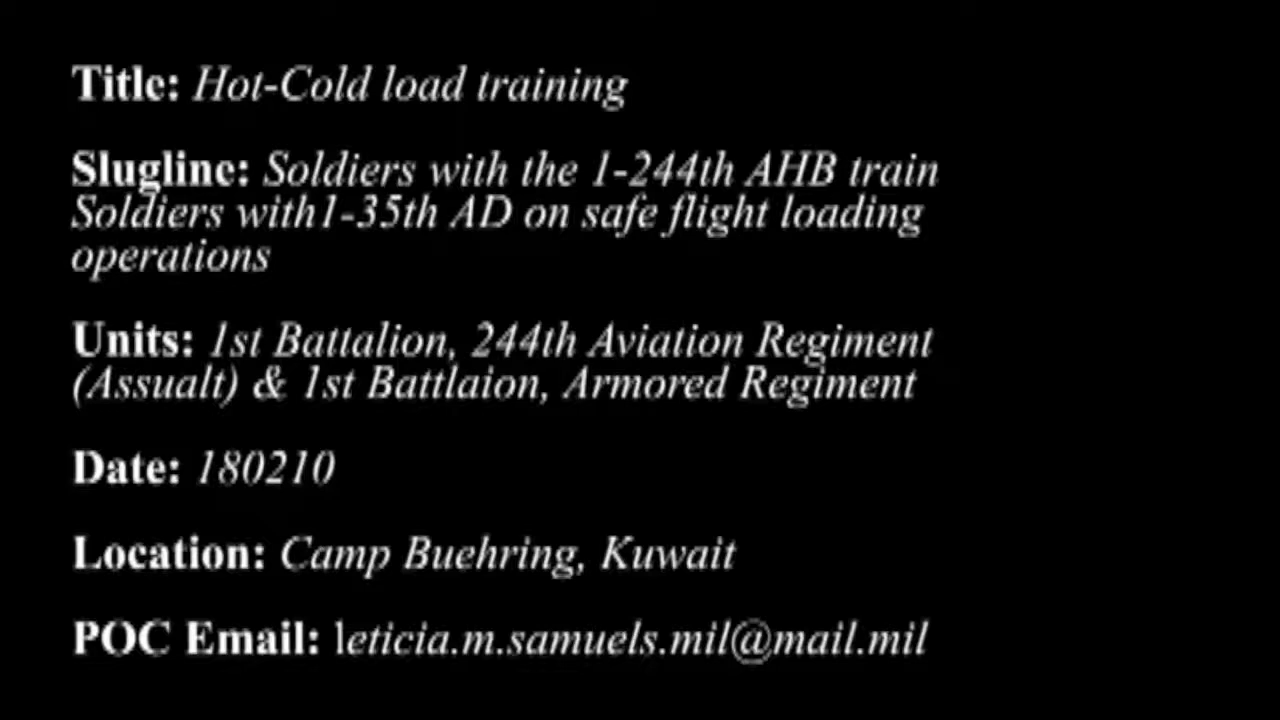 Title: Hot-Cold load training
Slugline: Soldiers with the 1-244th AHB train
Soldiers with1-35th AD on safe flight loading
operations
Units: 1st Battalion, 244th Aviation Regiment
(Assualt) & 1st Battlaion, Armored Regiment
Date: 180210
Location: Camp Buehring, Kuwait
POC Email: leticia.m.samuels.mil@mail.mil